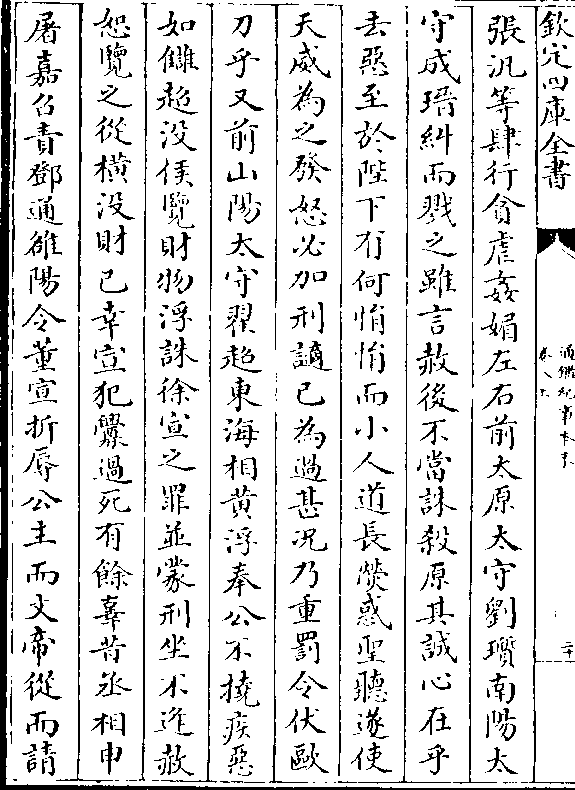 欽定四庫全書
通鑑紀事本末
張汎等肆行貪虐姦媚左右前太原太守劉瓆南陽太
守成瑨糾而戮之雖言赦後不當誅殺原其誠心在乎
去惡至於陛下有何悁悁而小人道長熒惑聖聽遂使
天威為之發怒必加刑讁已為過甚况乃重罰令伏歐
刀乎又前山陽太守翟超東海相黄浮奉公不撓疾惡
如讎超没侯覽財物浮誅徐宣之罪並蒙刑坐不逢赦
恕覽之從横没財已幸宣犯舋過死有餘辜昔丞相申
屠嘉召責鄧通雒陽令董宣折辱公主而文帝從而請